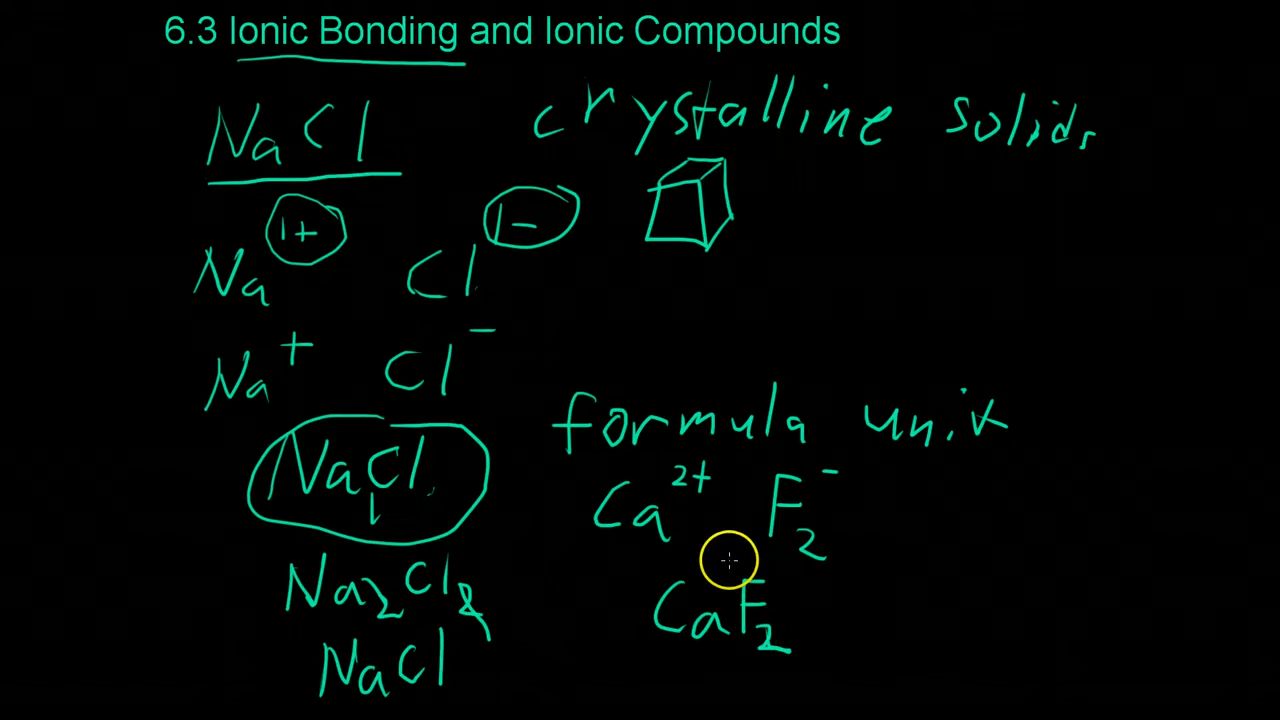 6.3 Ionic Bonding and Ionic Compounds
NaCl
crystalline solids
Na 1+ Cl 1-
Na+ Cl-
formula unit
NaCl
1
Ca2+ F2-
Na2Cl2
CaF2
NaCl